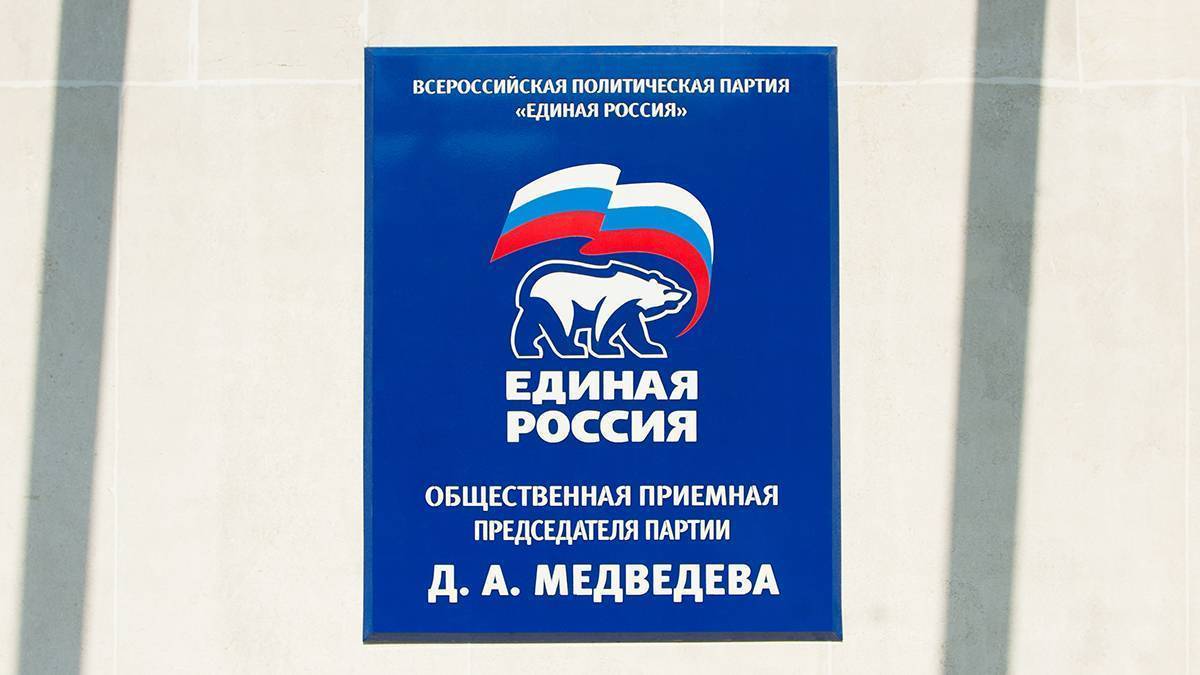 ВСЕРОССИЙСКАЯ ПОЛИТИЧЕСКАЯ ПАРТИЯ
«ЕДИНАЯ РОССИЯ»
ЕДИНАЯ
РОССИЯ
ОБЩЕСТВЕННАЯ ПРИЕМНАЯ
ПРЕДСЕДАТЕЛЯ ПАРТИИ
Д. А. МЕДВЕДЕВА